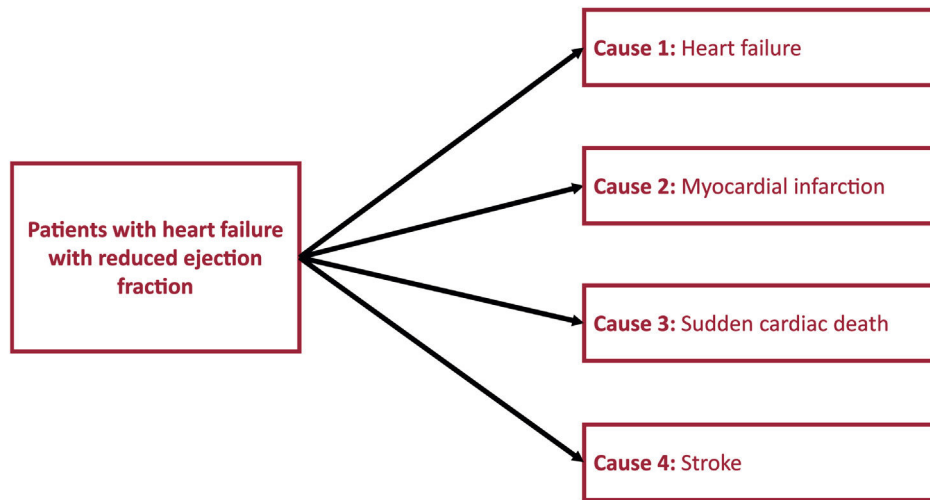 Cause 1: Heart failure
Cause 2: Myocardial infarction
Patients with heart failure
with reduced ejection
fraction
Cause 3: Sudden cardiac death
Cause 4: Stroke